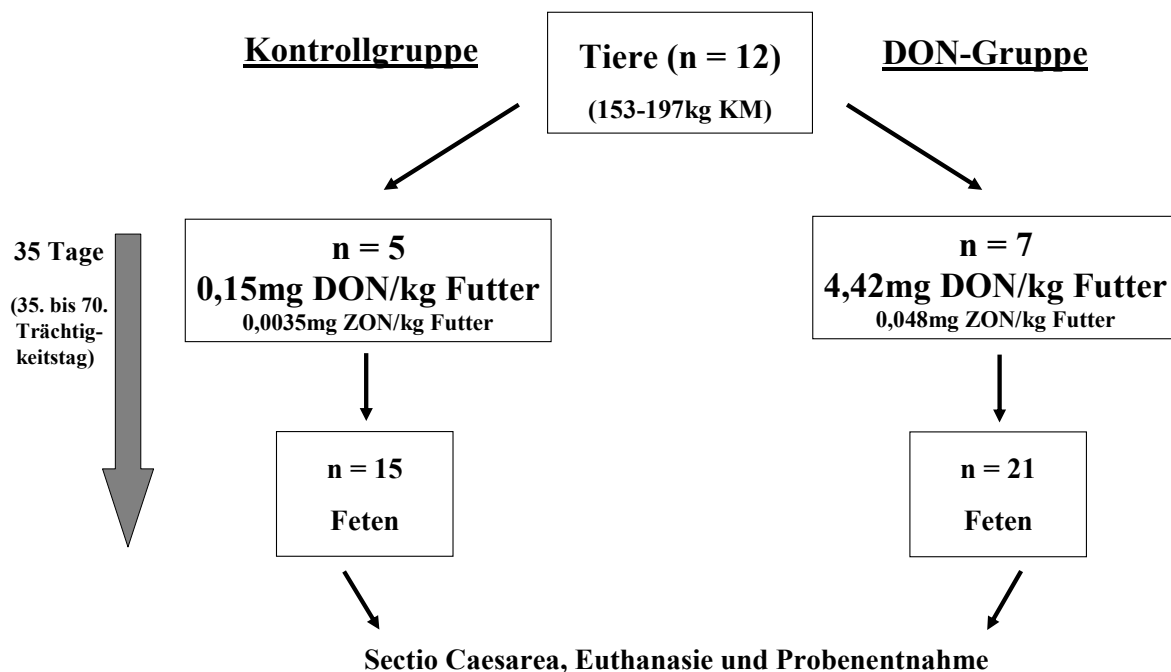 Kontrollgruppe
Tiere (n = 12)
(153-197kg KM)
DON-Gruppe
35 Tage
(35. bis 70.
Trächtig-
keitstag)
n = 5
0,15mg DON/kg Futter
0,0035mg ZON/kg Futter
n = 7
4,42mg DON/kg Futter
0,048mg ZON/kg Futter
n = 15
Feten
n = 21
Feten
Sectio Caesarea, Euthanasie und Probenentnahme